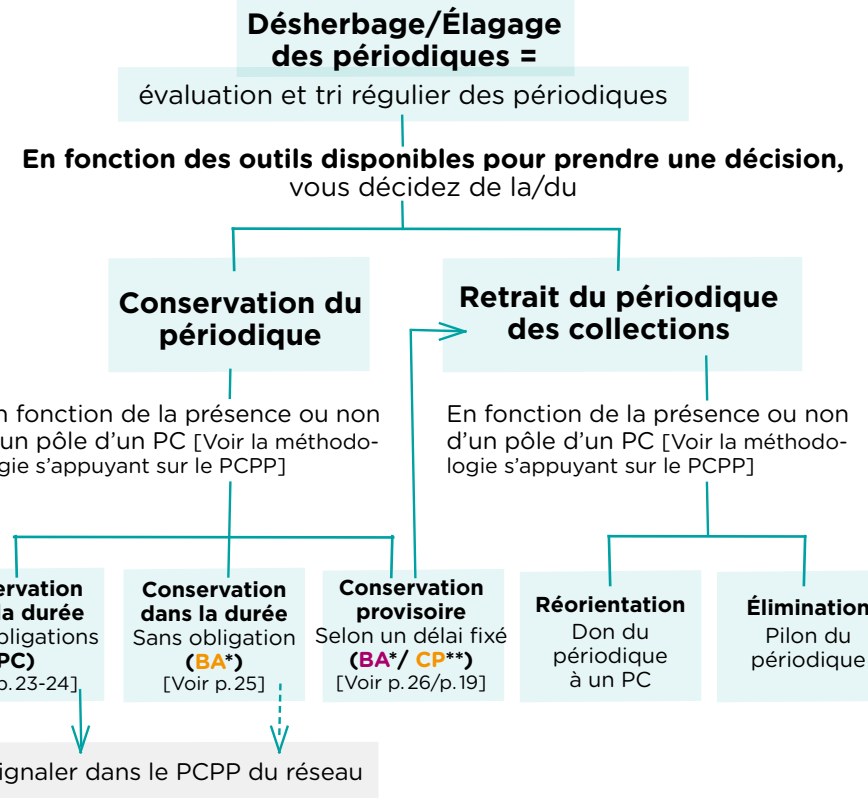 Désherbage/Élagage
des périodiques =
évaluation et tri régulier des périodiques
En fonction des outils disponibles pour prendre une décision,
vous décidez de la/du
Conservation du
périodique
Retrait du périodique
des collections
n fonction de la présence ou non
'un pôle d'un PC [Voir la méthodo-
gie s'appuyant sur le PCPP]
En fonction de la présence ou non
d'un pôle d'un PC [Voir la méthodo-
logie s'appuyant sur le PCPP]
ervation
la durée
bligations
PC)
p.23-24]
Conservation
dans la durée
Sans obligation
(BA*)
[Voir p.25]
Conservation
provisoire
Selon un délai fixé
(BA*/ CP**)
[Voir p.26/p.19]
Réorientation
Don du
périodique
à un PC
Élimination
Pilon du
périodique
ignaler dans le PCPP du réseau